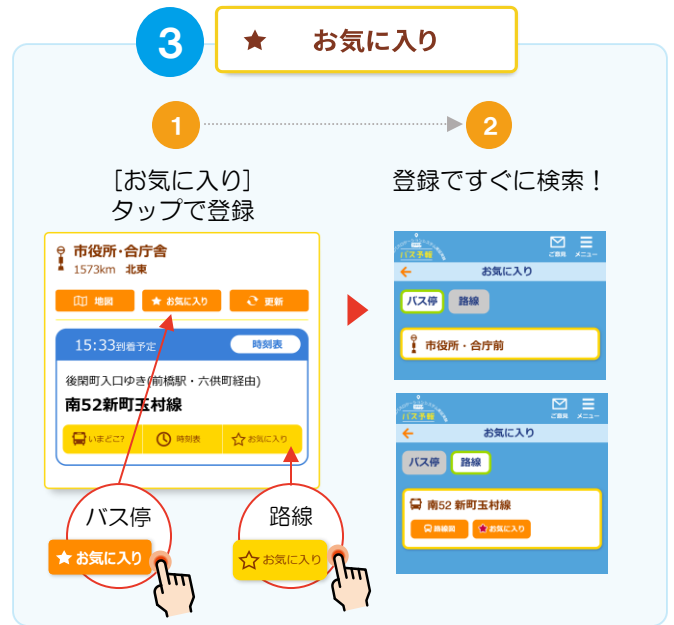 3
★ お気に入り
1
2
[お気に入り]
タップで登録
登録ですぐに検索！
市役所・合庁舎
1573km 北東
地図
★ お気に入り
更新
15:33到着予定
時刻表
後閑町入口ゆき(前橋駅・六供町経由)
南52新町玉村線
いまどこ?
時刻表
☆ お気に入り
バス停
★ お気に入り
路線
☆ お気に入り
バス予報
ご意見
メニュー
お気に入り
バス停
路線
市役所・合庁前
バス予報
ご意見
メニュー
お気に入り
バス停
路線
南52 新町玉村線
路線図
★ お気に入り